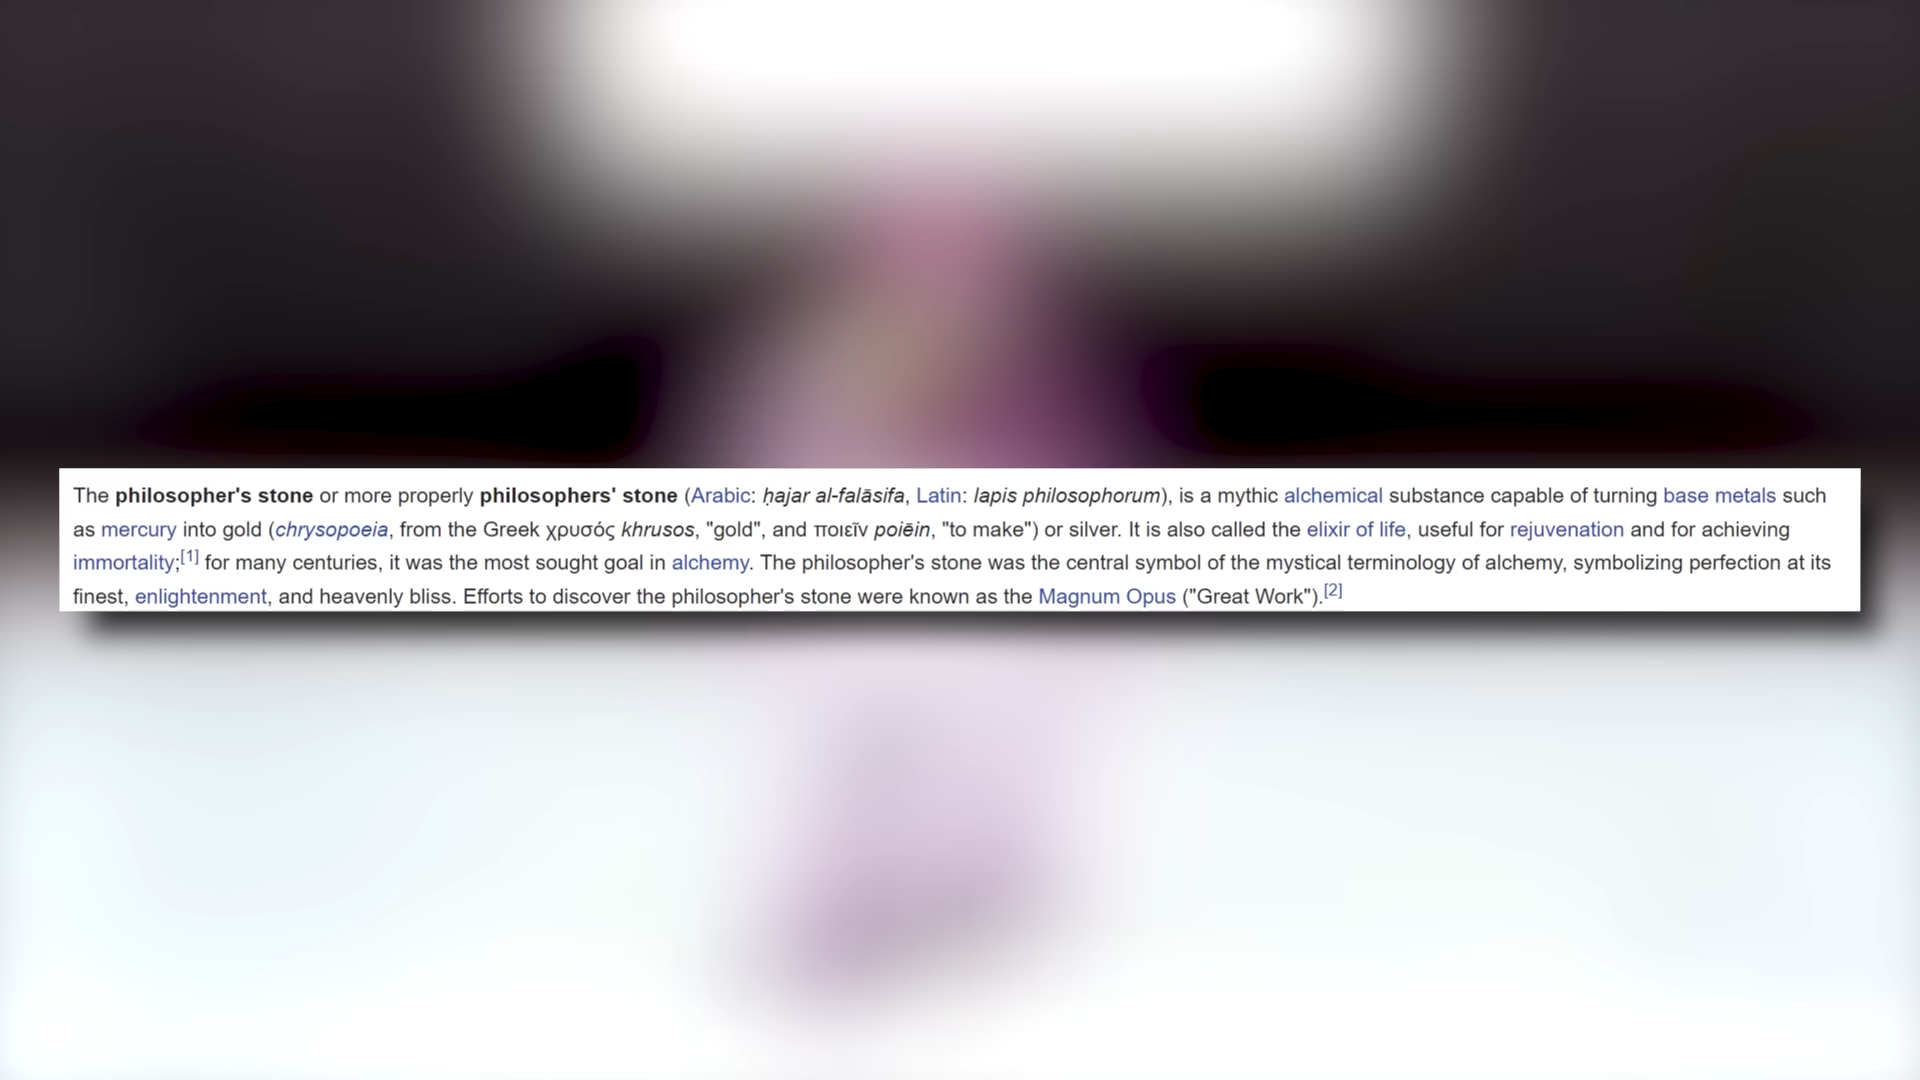 The philosopher's stone or more properly philosophers' stone (Arabic: ḥajar al-falāsifa, Latin: lapis philosophorum), is a mythic alchemical substance capable of turning base metals such
as mercury into gold (chrysopoeia, from the Greek χρυσός khrusos, "gold", and ποιεῖν poiēin, "to make") or silver. It is also called the elixir of life, useful for rejuvenation and for achieving
immortality;[1] for many centuries, it was the most sought goal in alchemy. The philosopher's stone was the central symbol of the mystical terminology of alchemy, symbolizing perfection at its
finest, enlightenment, and heavenly bliss. Efforts to discover the philosopher's stone were known as the Magnum Opus ("Great Work").[2]